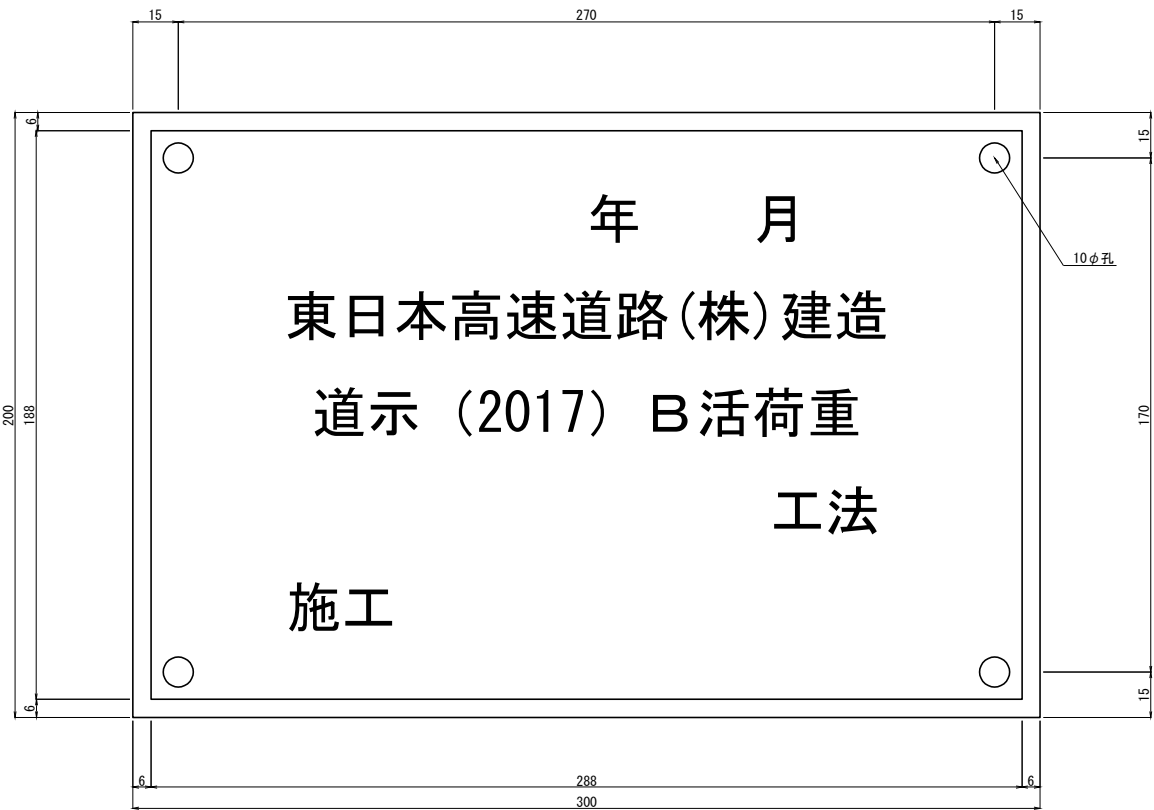 15 270 15
6 15
年 月
10φ孔
東日本高速道路(株)建造
道示 (2017) B活荷重
200 188 170
工法
施工
6 15
6 288 6
300